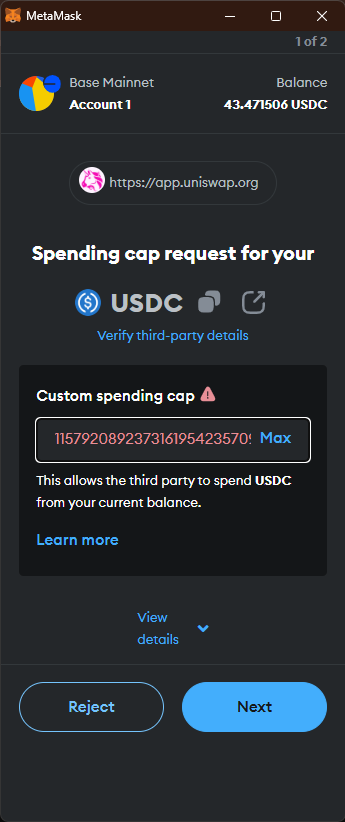 MetaMask
1 of 2
Base Mainnet
Balance
Account 1
43.471506 USDC
https://app.uniswap.org
Spending cap request for your
USDC
Verify third-party details
Custom spending cap
1157920892373161954235709
Max
This allows the third party to spend USDC
from your current balance.
Learn more
View
details
Reject
Next